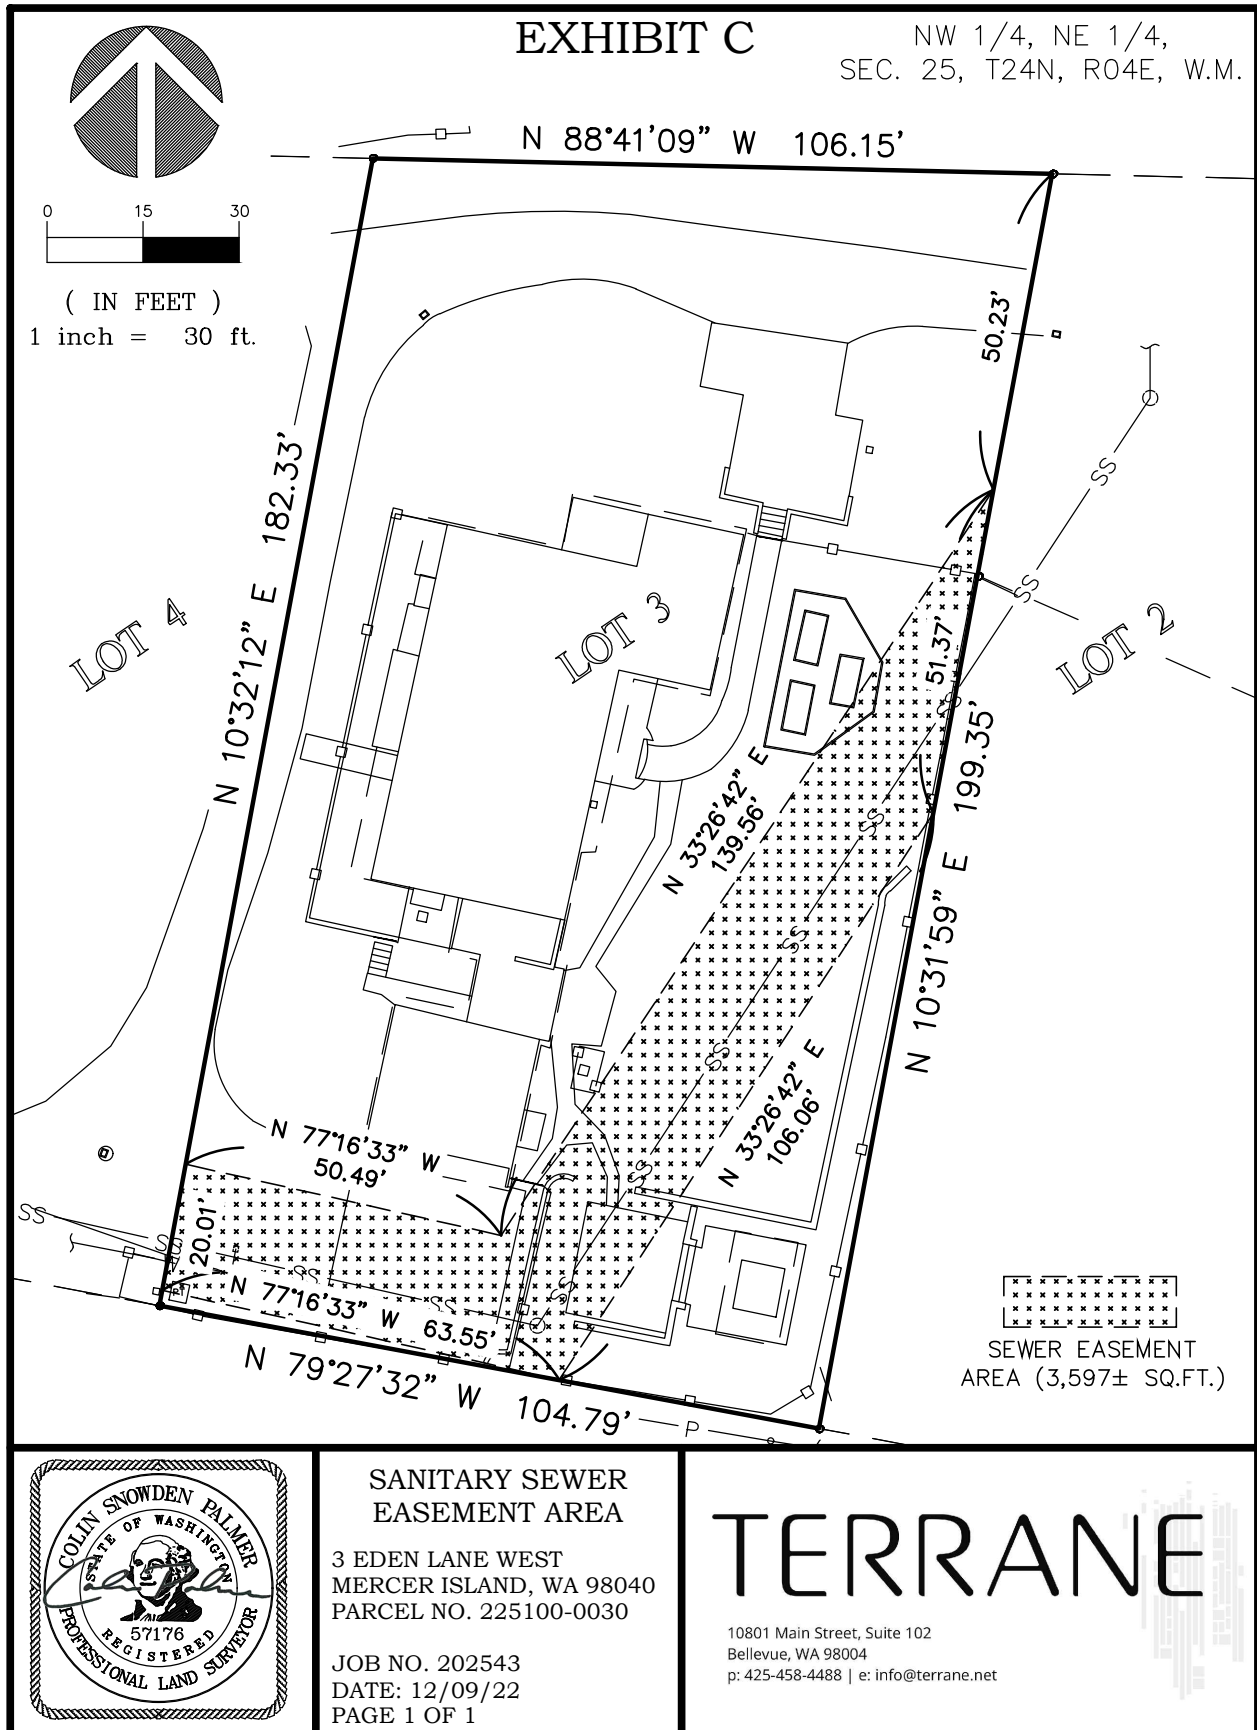 EXHIBIT C
NW 1/4, NE 1/4,
SEC. 25, T24N, R04E, W.M.
N 88°41'09" W 106.15'
0 15 30
( IN FEET )
1 inch = 30 ft.
50.23'
N 10°32'12" E 182.33'
SS
SS
LOT 4
LOT 3
LOT 2
51.37'
SS
N 10°31'59" E 199.35'
N 33°26'42" E
139.56'
SS
SS
SS
N 33°26'42" E
106.06'
N 77°16'33" W
50.49'
SS
SS
20.01'
SS
SS
SS
N 77°16'33" W 63.55'
N 79°27'32" W 104.79'
P
SEWER EASEMENT
AREA (3,597± SQ.FT.)
COLIN SNOWDEN PALMER
STATE OF WASHINGTON
57176
REGISTERED
PROFESSIONAL LAND SURVEYOR
SANITARY SEWER
EASEMENT AREA
3 EDEN LANE WEST
MERCER ISLAND, WA 98040
PARCEL NO. 225100-0030
JOB NO. 202543
DATE: 12/09/22
PAGE 1 OF 1
TERRANE
10801 Main Street, Suite 102
Bellevue, WA 98004
p: 425-458-4488 | e: info@terrane.net